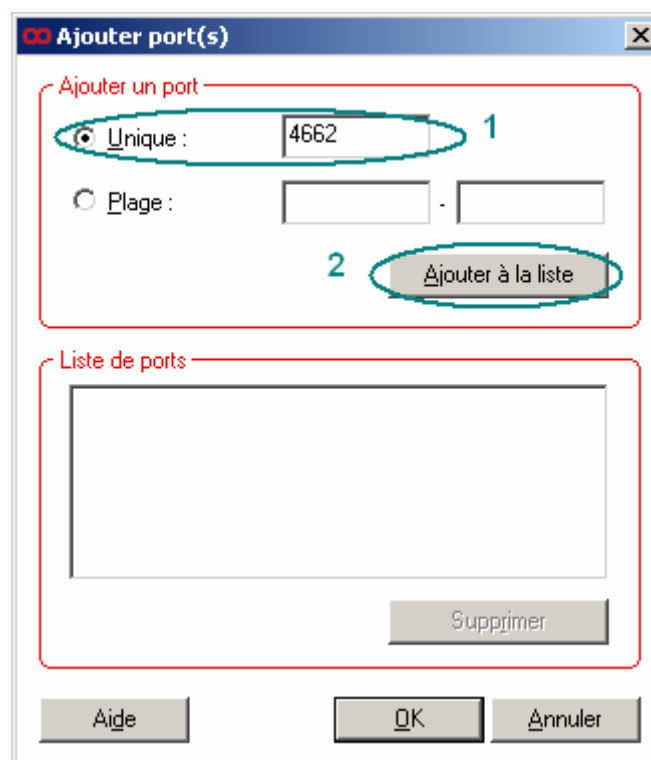 Ajouter port(s)
Ajouter un port
Unique : 4662 1
Plage : -
2 Ajouter à la liste
Liste de ports
Supprimer
Aide OK Annuler